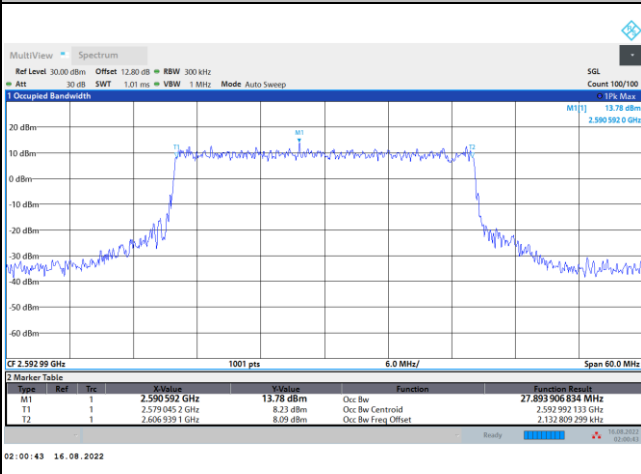 MultiView Spectrum
Ref Level 30.00 dBm Offset 12.80 dB RBW 300 kHz SGL
Att 30 dB SWT 1.01 ms VBW 1 MHz Mode Auto Sweep Count 100/100
1 Occupied Bandwidth 1Pk Max
M1[1] 13.78 dBm
2.590 592 0 GHz
20 dBm
M1
T1 T2
10 dBm
0 dBm
-10 dBm
-20 dBm
-30 dBm
-40 dBm
-50 dBm
-60 dBm
CF 2.592 99 GHz 1001 pts 6.0 MHz/ Span 60.0 MHz
2 Marker Table
Type Ref Trc X-Value Y-Value Function Function Result
M1 1 2.590 592 GHz 13.78 dBm Occ Bw 27.893 906 834 MHz
T1 1 2.579 045 2 GHz 8.23 dBm Occ Bw Centroid 2.592 992 133 GHz
T2 1 2.606 939 1 GHz 8.09 dBm Occ Bw Freq Offset 2.132 809 299 kHz
Ready 16.08.2022
02:00:43
02:00:43 16.08.2022